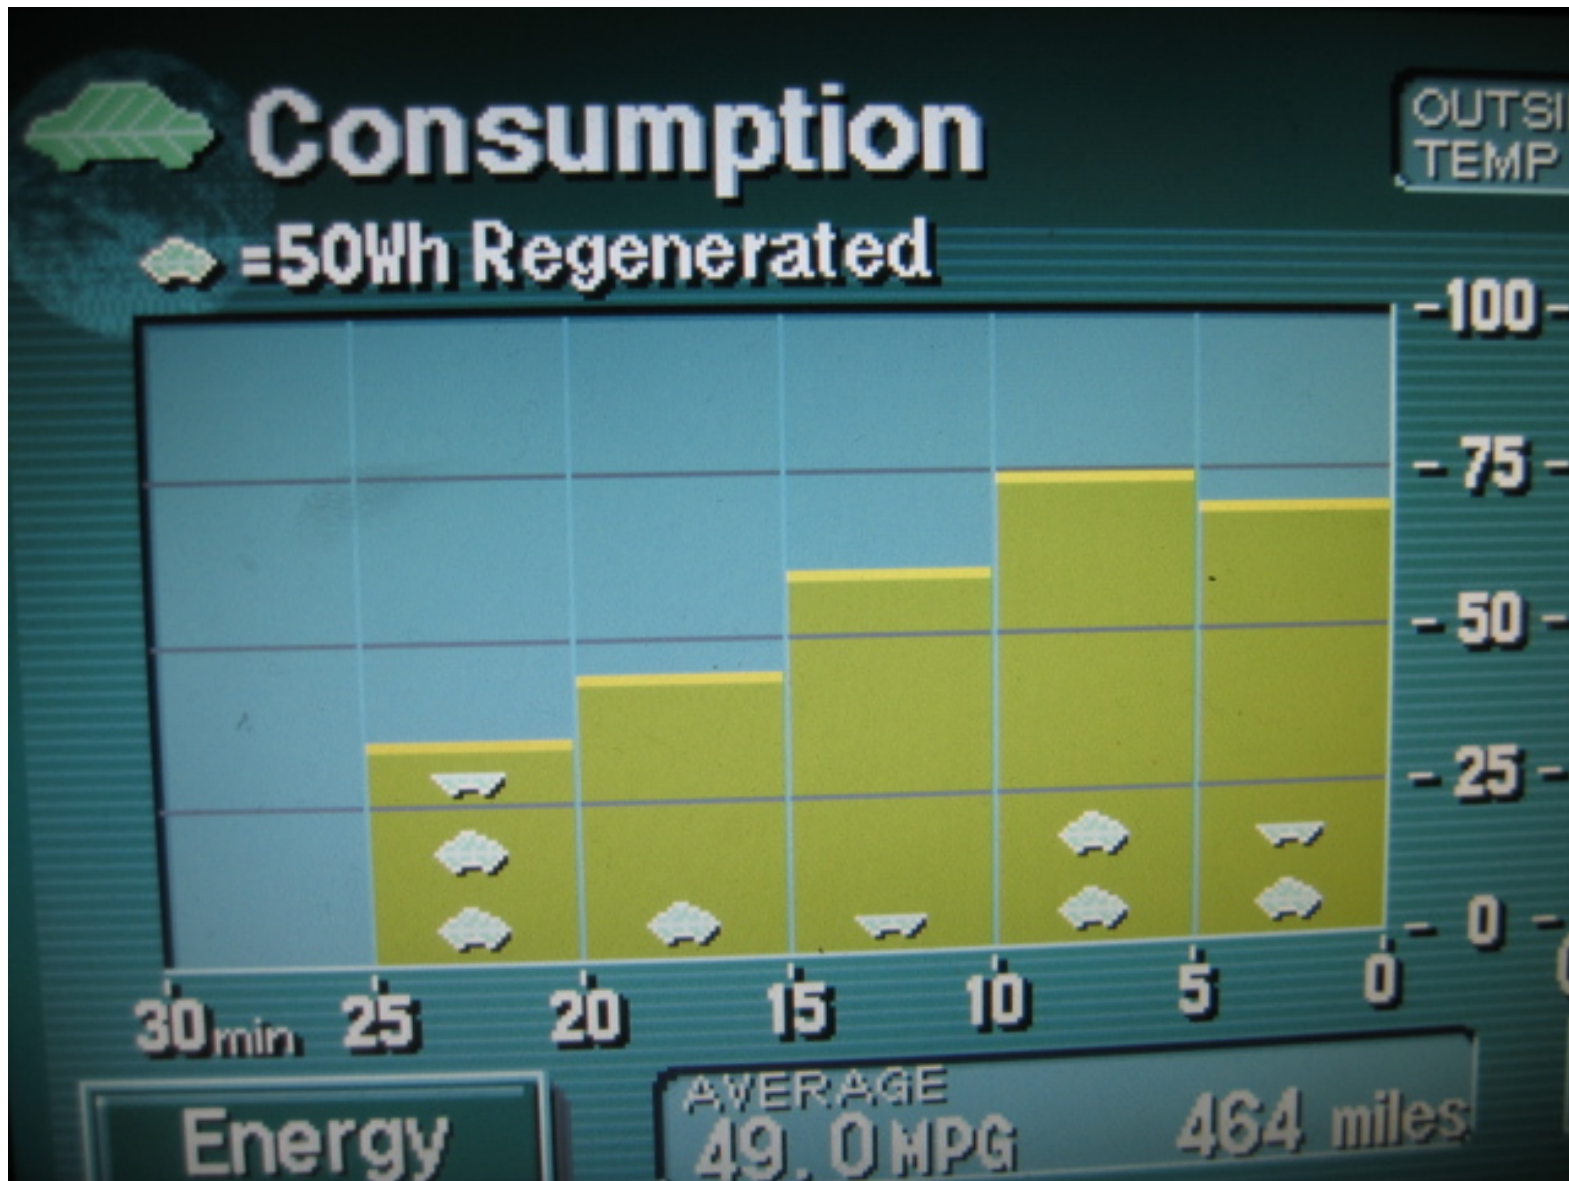 Consumption
OUTSI
TEMP
=50Wh Regenerated
100
75
50
25
0
30min 25 20 15 10 5 0
AVERAGE
Energy
49.0MPG 464 miles